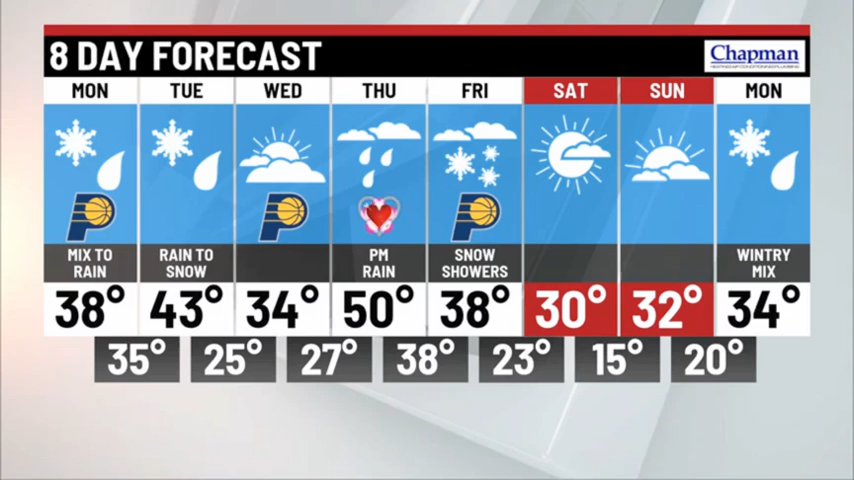 8 DAY FORECAST
Chapman
MON TUE WED THU FRI SAT SUN MON
MIX TO RAIN
RAIN TO SNOW
PM RAIN
SNOW SHOWERS
WINTRY MIX
38° 43° 34° 50° 38° 30° 32° 34°
35° 25° 27° 38° 23° 15° 20°